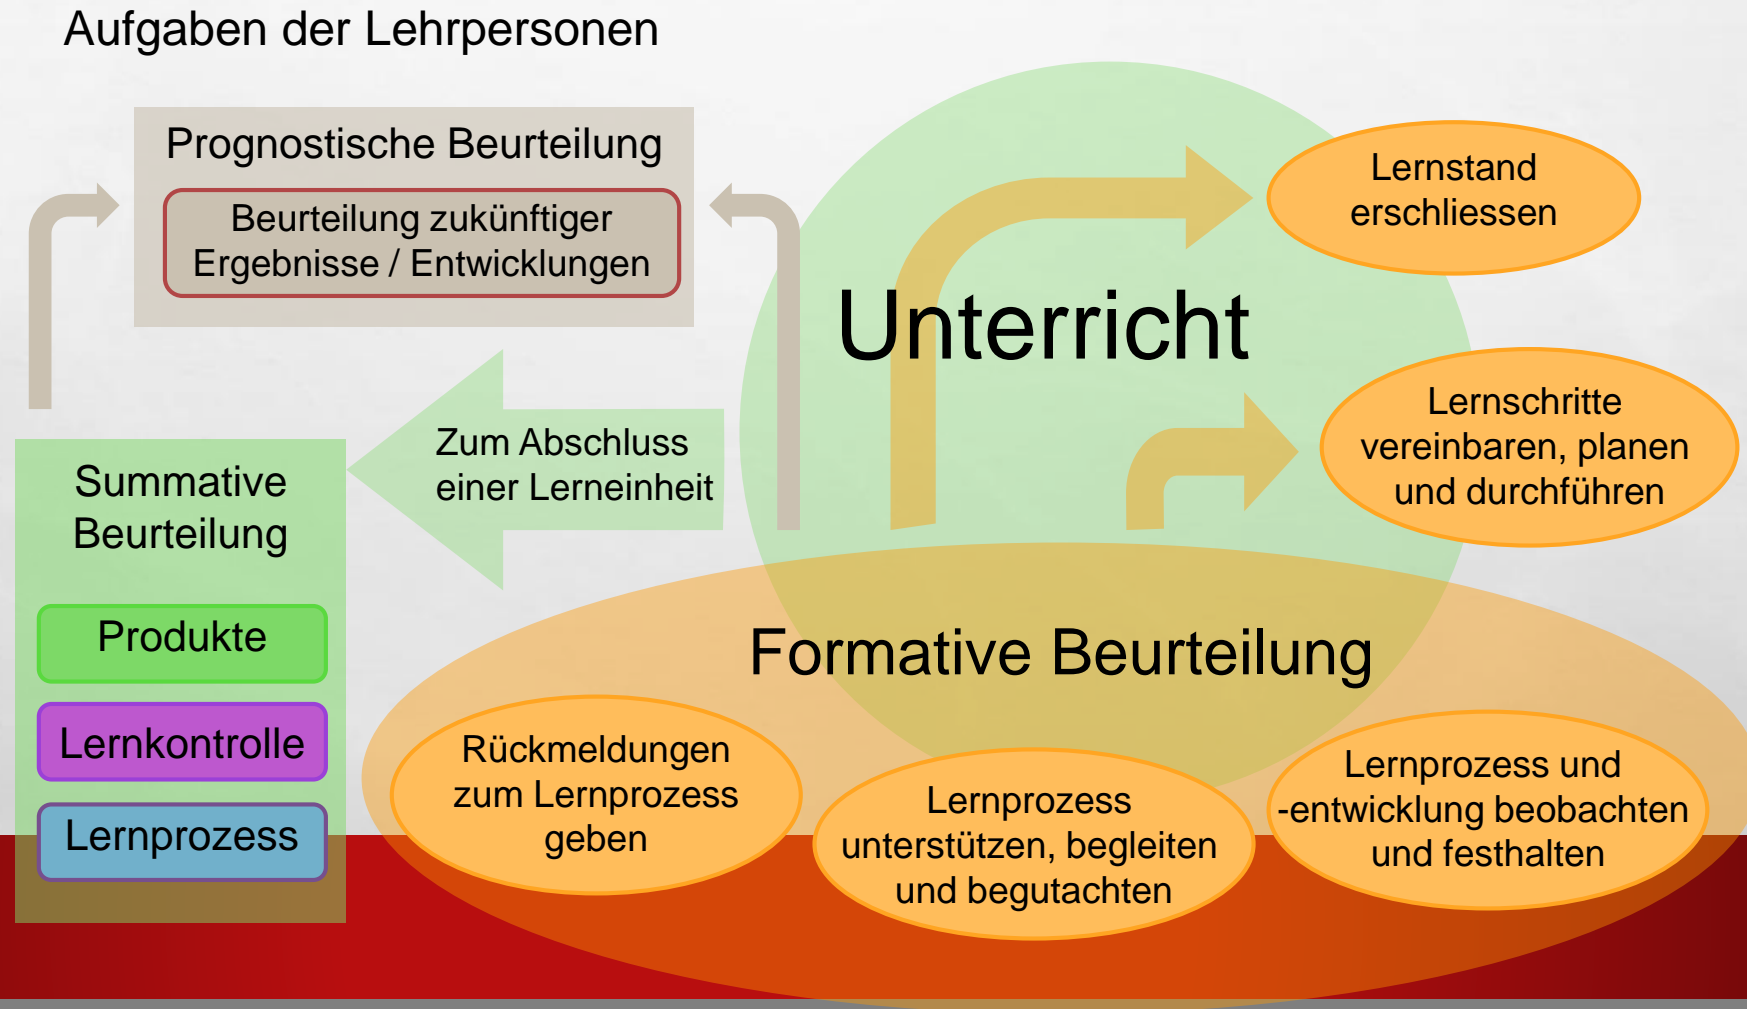 Aufgaben der Lehrpersonen
Prognostische Beurteilung
Beurteilung zukünftiger
Ergebnisse / Entwicklungen
Lernstand
erschliessen
Unterricht
Lernschritte
vereinbaren, planen
und durchführen
Zum Abschluss
einer Lerneinheit
Summative
Beurteilung
Produkte
Lernkontrolle
Lernprozess
Formative Beurteilung
Rückmeldungen
zum Lernprozess
geben
Lernprozess
unterstützen, begleiten
und begutachten
Lernprozess und
-entwicklung beobachten
und festhalten